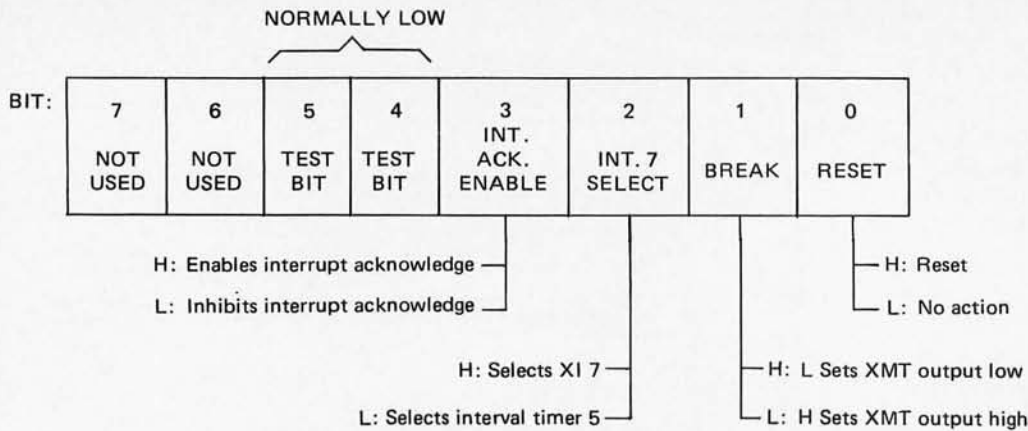 NORMALLY LOW
BIT:
7 6 5 4 3 2 1 0
NOT USED
NOT USED
TEST BIT
TEST BIT
INT. ACK. ENABLE
INT. 7 SELECT
BREAK
RESET
H: Enables interrupt acknowledge
L: Inhibits interrupt acknowledge
H: Selects XI 7
L: Selects interval timer 5
H: L Sets XMT output low
L: H Sets XMT output high
H: Reset
L: No action